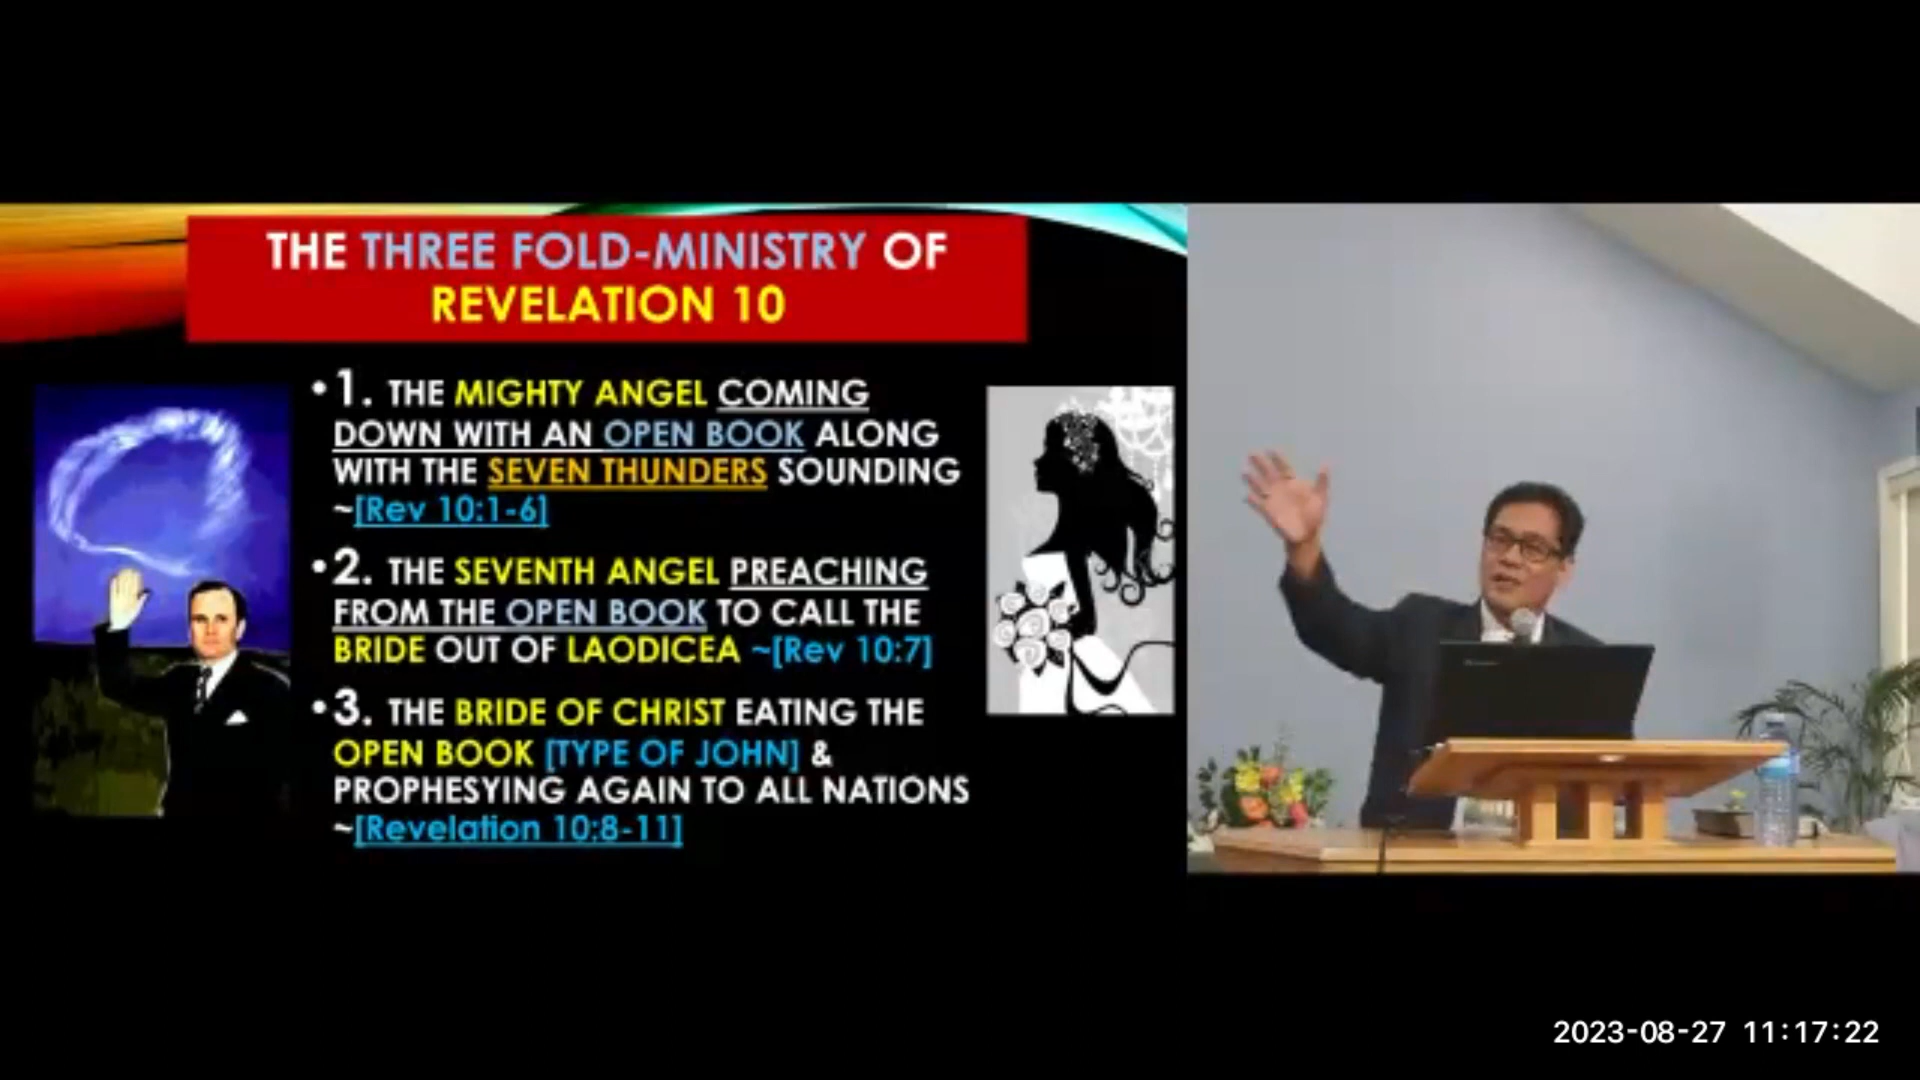 THE THREE FOLD-MINISTRY OF
REVELATION 10
•1. THE MIGHTY ANGEL COMING
DOWN WITH AN OPEN BOOK ALONG
WITH THE SEVEN THUNDERS SOUNDING
~[Rev 10:1-6]
•2. THE SEVENTH ANGEL PREACHING
FROM THE OPEN BOOK TO CALL THE
BRIDE OUT OF LAODICEA ~[Rev 10:7]
•3. THE BRIDE OF CHRIST EATING THE
OPEN BOOK [TYPE OF JOHN] &
PROPHESYING AGAIN TO ALL NATIONS
~[Revelation 10:8-11]
2023-08-27 11:17:22